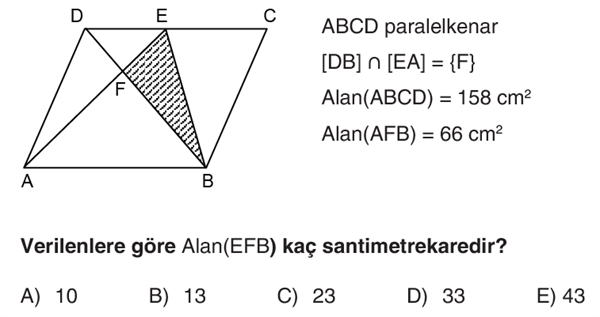 D E C
ABCD paralelkenar
[DB] ∩ [EA] = {F}
F
Alan(ABCD) = 158 cm²
Alan(AFB) = 66 cm²
A B
Verilenlere göre Alan(EFB) kaç santimetrekaredir?
A) 10 B) 13 C) 23 D) 33 E) 43